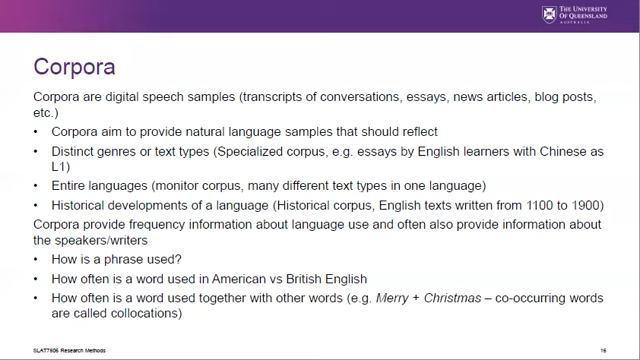 THE UNIVERSITY
OF QUEENSLAND
AUSTRALIA
Corpora
Corpora are digital speech samples (transcripts of conversations, essays, news articles, blog posts,
etc.)
• Corpora aim to provide natural language samples that should reflect
• Distinct genres or text types (Specialized corpus, e.g. essays by English learners with Chinese as
L1)
• Entire languages (monitor corpus, many different text types in one language)
• Historical developments of a language (Historical corpus, English texts written from 1100 to 1900)
Corpora provide frequency information about language use and often also provide information about
the speakers/writers
• How is a phrase used?
• How often is a word used in American vs British English
• How often is a word used together with other words (e.g. Merry + Christmas – co-occurring words
are called collocations)
Research Methods